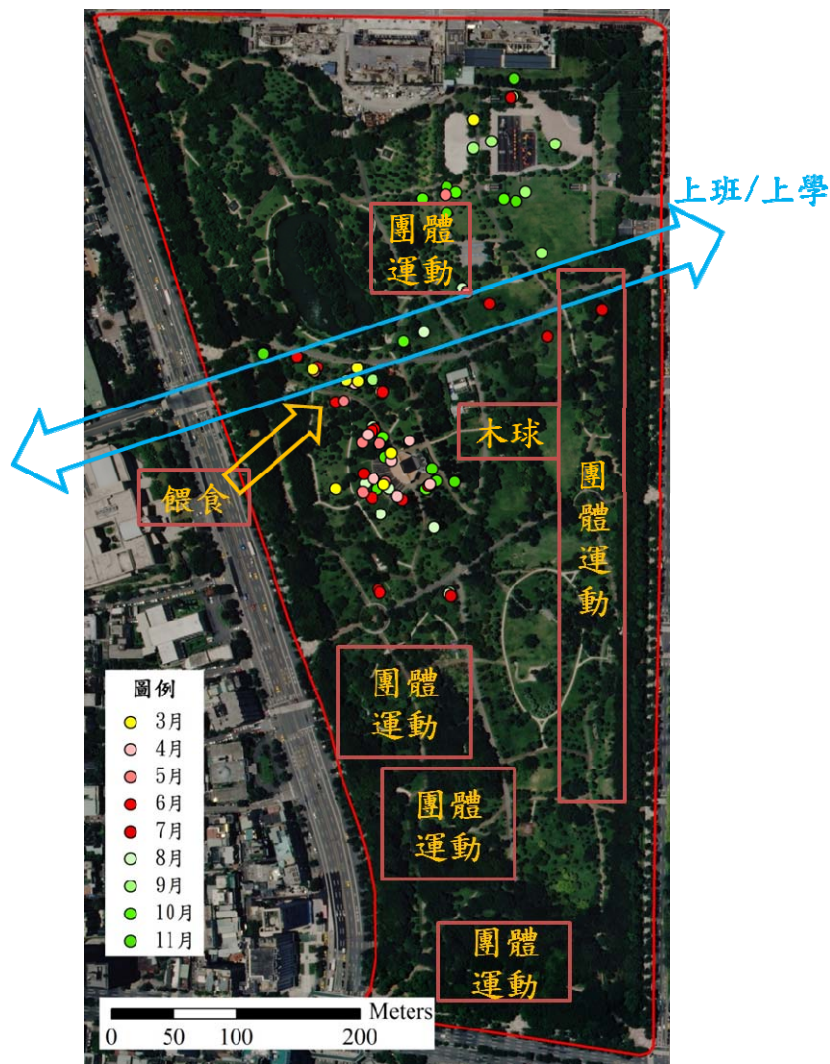 上班/上學
團體
運動
木球
餵食
團
體
運
動
團體
運動
團體
運動
團體
運動
圖例
3月
4月
5月
6月
7月
8月
9月
10月
11月
Meters
0 50 100 200